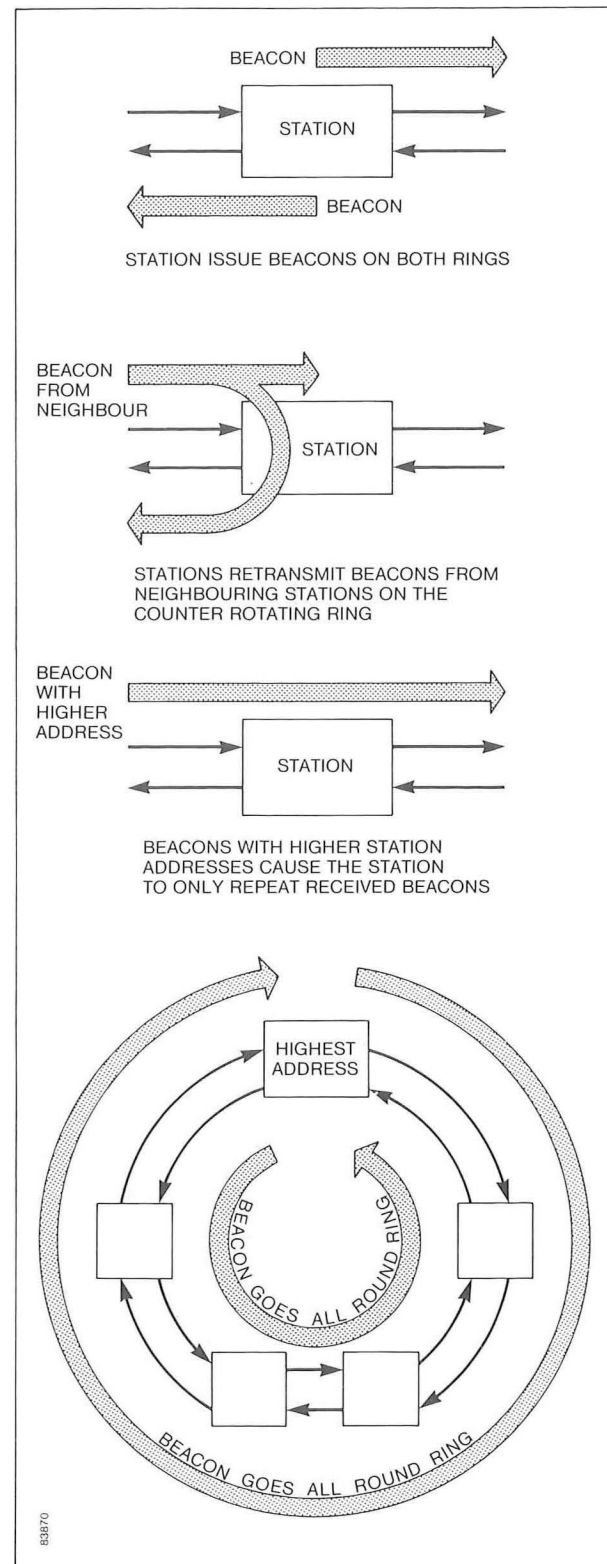 BEACON
STATION
BEACON
STATION ISSUE BEACONS ON BOTH RINGS
BEACON
FROM
NEIGHBOUR
STATION
STATIONS RETRANSMIT BEACONS FROM
NEIGHBOURING STATIONS ON THE
COUNTER ROTATING RING
BEACON
WITH
HIGHER
ADDRESS
STATION
BEACONS WITH HIGHER STATION
ADDRESSES CAUSE THE STATION
TO ONLY REPEAT RECEIVED BEACONS
HIGHEST
ADDRESS
BEACON GOES ALL ROUND RING
BEACON GOES ALL ROUND RING
83870